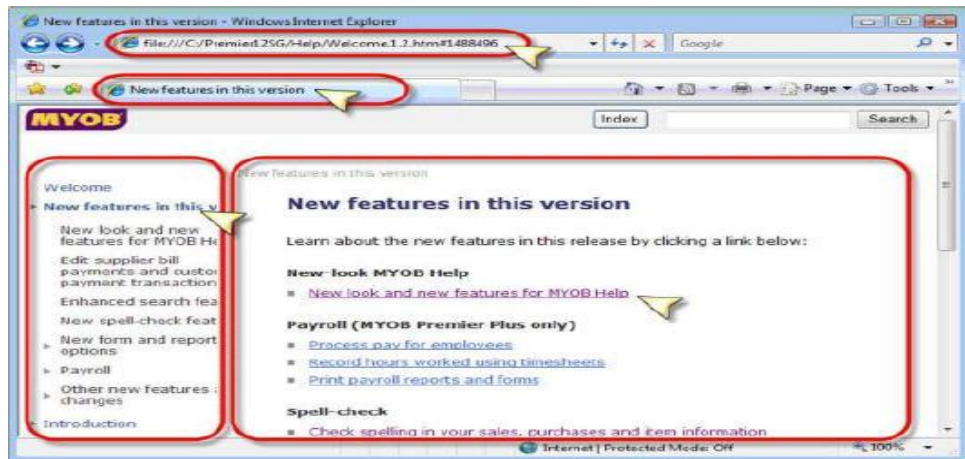 New features in this version - Windows Internet Explorer
file:///C:/Premier12SG/Help/Welcome.1.2.htm#1488496
Google
New features in this version
Page
Tools
MYOB
Index
Search
Welcome
New features in this v
New look and new
features for MYOB He
Edit supplier bill
payments and custo
payment transaction
Enhanced search fea
New spell-check feat
New form and report
options
Payroll
Other new features
changes
Introduction
New features in this version
New features in this version
Learn about the new features in this release by clicking a link below:
New-look MYOB Help
New look and new features for MYOB Help
Payroll (MYOB Premier Plus only)
Process pay for employees
Record hours worked using timesheets
Print payroll reports and forms
Spell-check
Check spelling in your sales, purchases and item information
Internet | Protected Mode: Off
100%